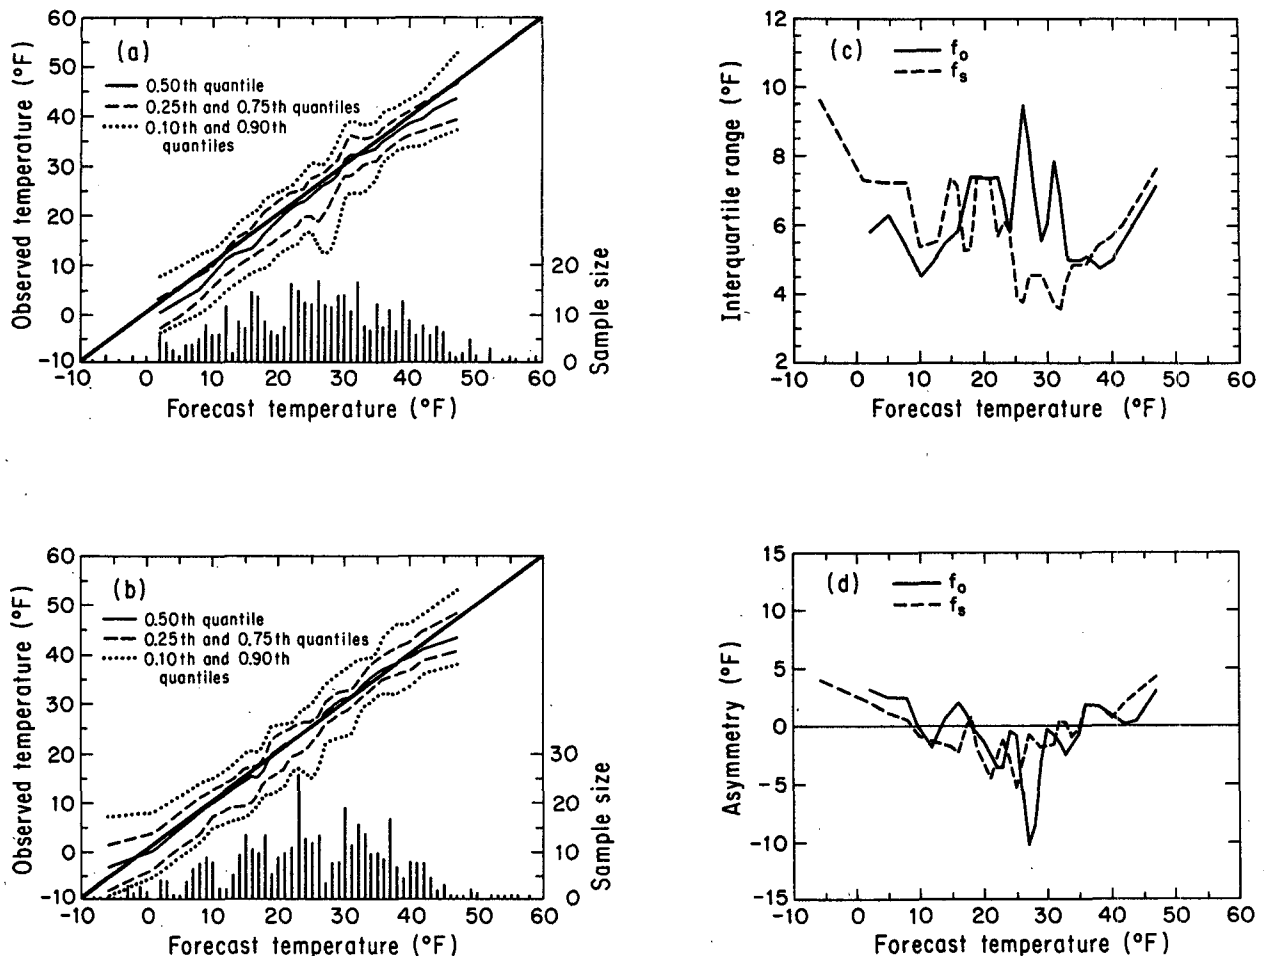 (a)
0.50th quantile
0.25th and 0.75th quantiles
0.10th and 0.90th
quantiles
Observed temperature (°F)
60
50
40
30
20
10
0
-10
20
10
0
Sample size
-10 0 10 20 30 40 50 60
Forecast temperature (°F)
(c)
fo
fs
Interquartile range (°F)
12
10
8
6
4
2
-10 0 10 20 30 40 50 60
Forecast temperature (°F)
(b)
0.50th quantile
0.25th and 0.75th quantiles
0.10th and 0.90th
quantiles
Observed temperature (°F)
60
50
40
30
20
10
0
-10
30
20
10
0
Sample size
-10 0 10 20 30 40 50 60
Forecast temperature (°F)
(d)
fo
fs
Asymmetry (°F)
15
10
5
0
-5
-10
-15
-10 0 10 20 30 40 50 60
Forecast temperature (°F)